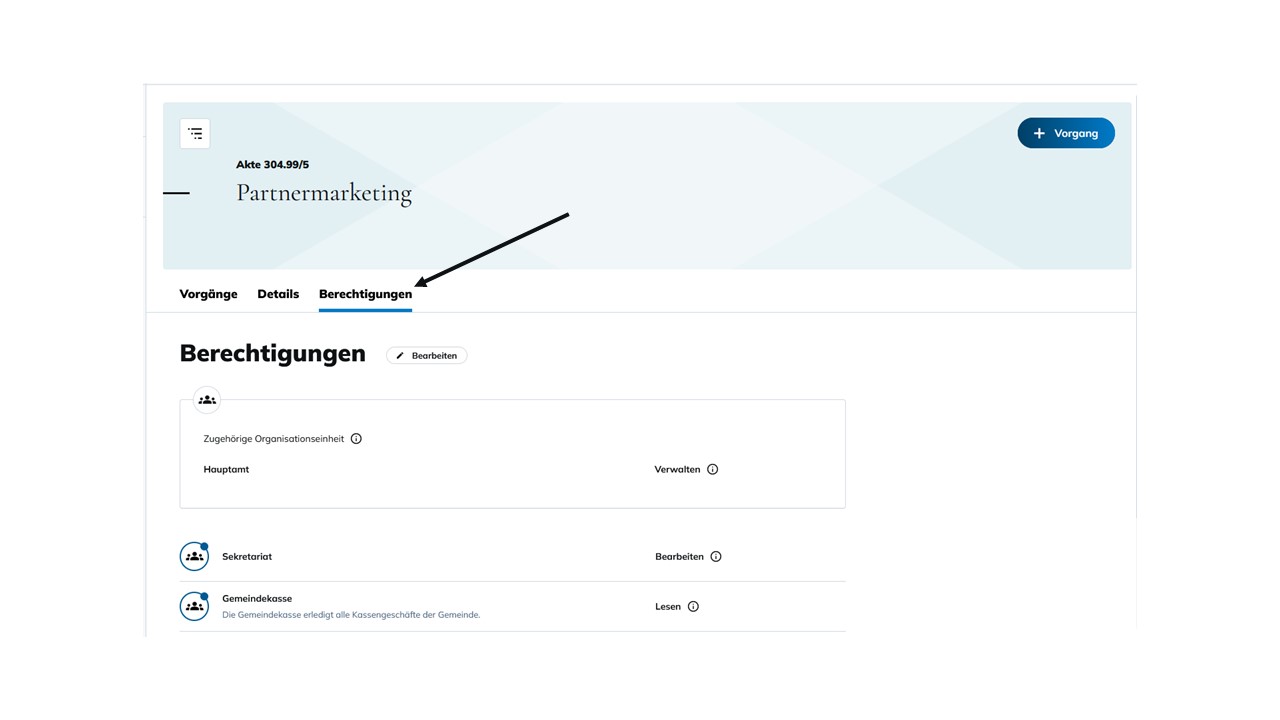 Vorgang
Akte 304.99/5
Partnermarketing
Vorgänge Details Berechtigungen
Berechtigungen Bearbeiten
Zugehörige Organisationseinheit
Hauptamt Verwalten
Sekretariat Bearbeiten
Gemeindekasse
Die Gemeindekasse erledigt alle Kassengeschäfte der Gemeinde.
Lesen